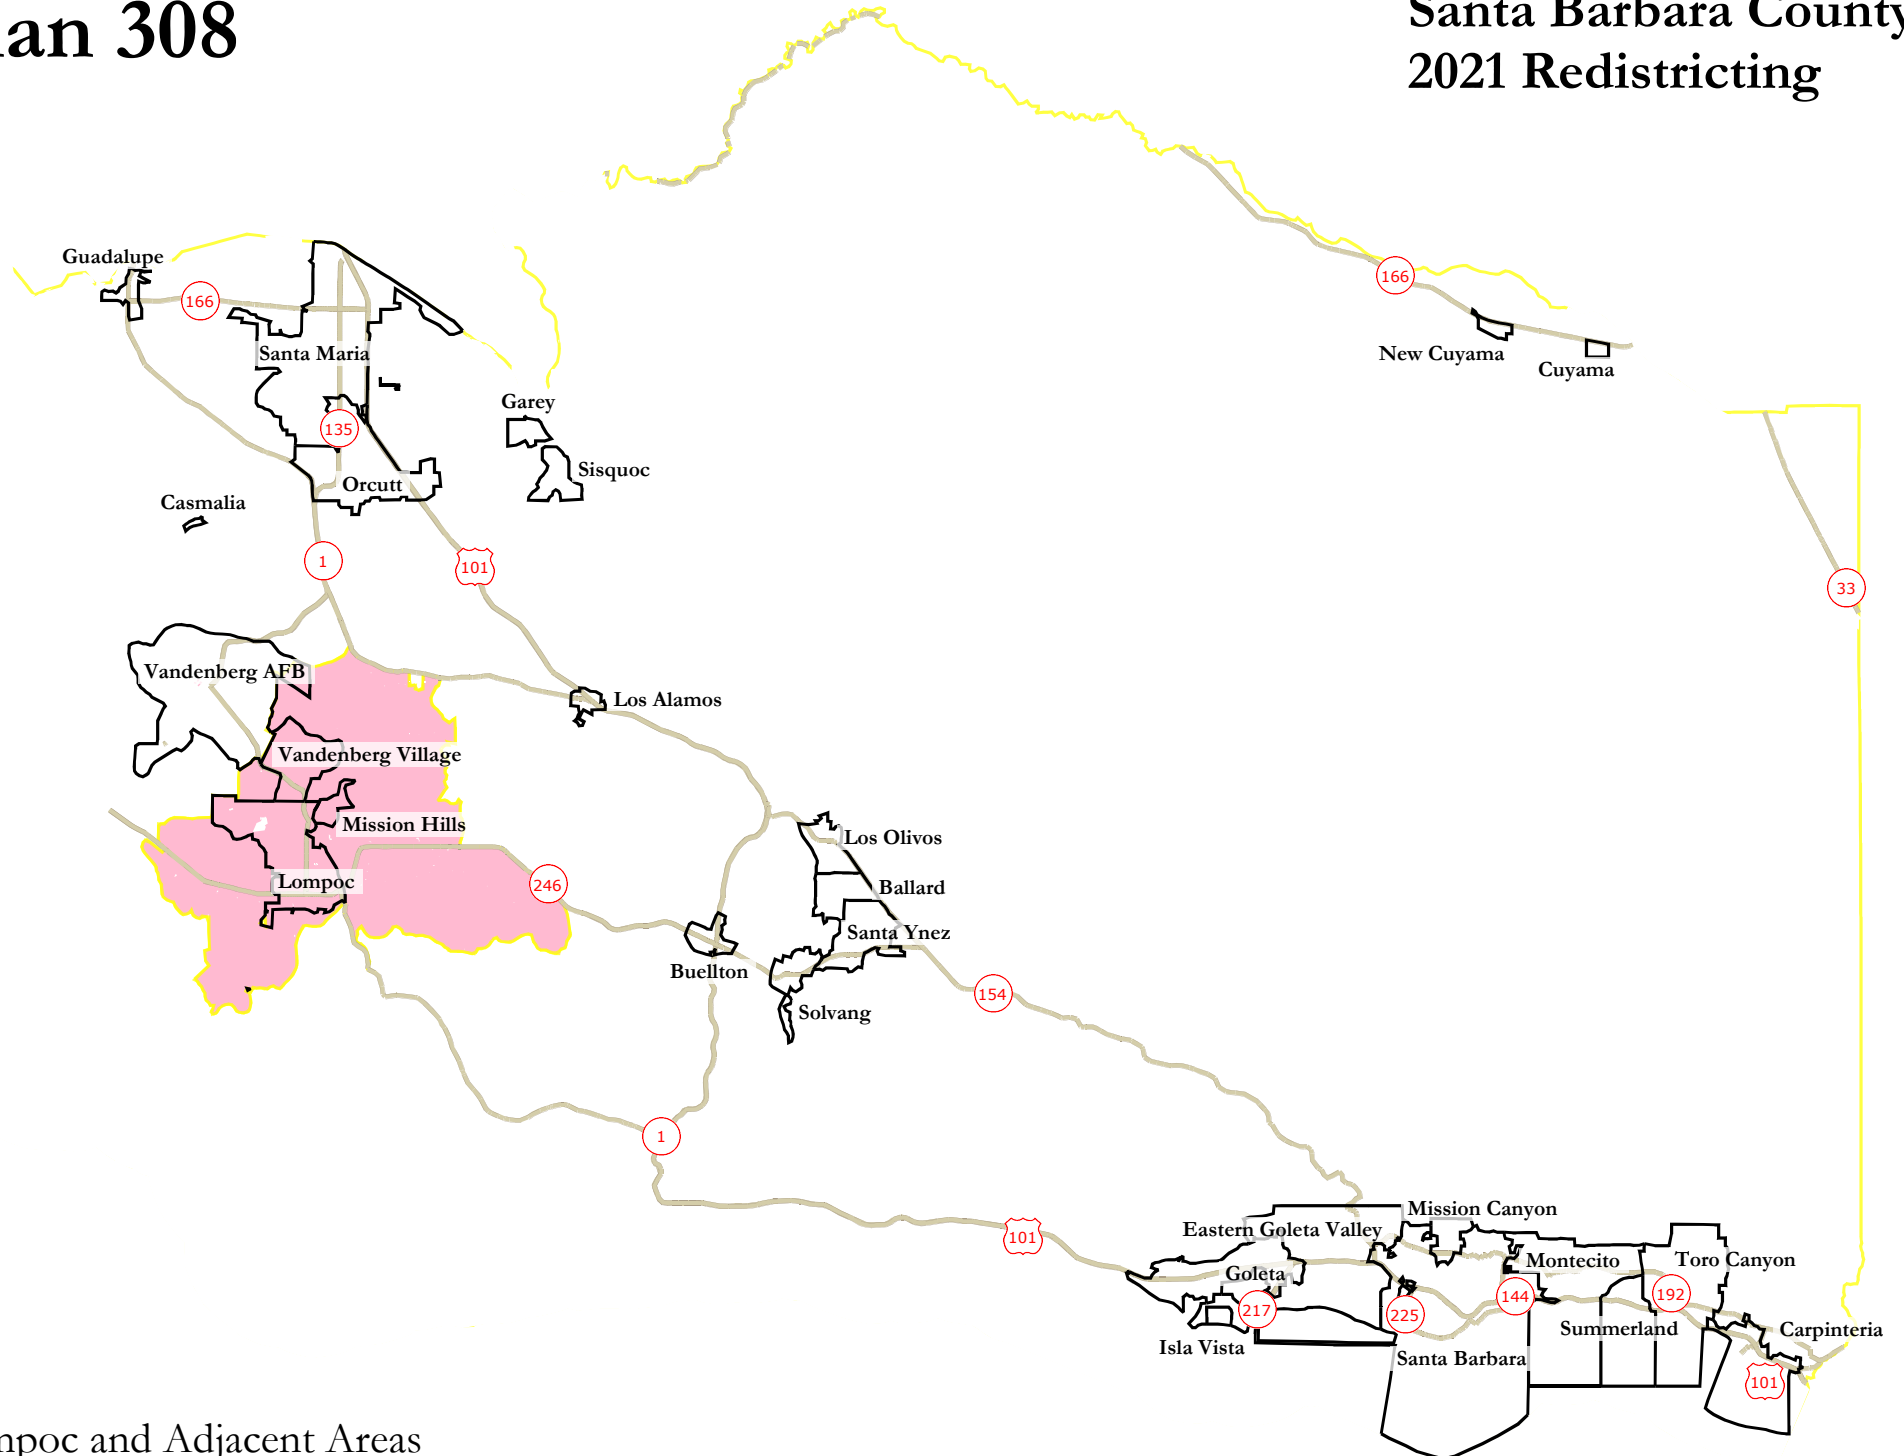 an 308
Santa Barbara County
2021 Redistricting
Guadalupe
166
166
Santa Maria
New Cuyama
Cuyama
Garey
135
Sisquoc
Orcutt
Casmalia
1
101
33
Vandenberg AFB
Los Alamos
Vandenberg Village
Mission Hills
Los Olivos
Lompoc
246
Ballard
Santa Ynez
Buellton
154
Solvang
1
Mission Canyon
Eastern Goleta Valley
101
Montecito
Toro Canyon
Goleta
217
225
144
192
Summerland
Carpinteria
Isla Vista
Santa Barbara
101
mpoc and Adjacent Areas